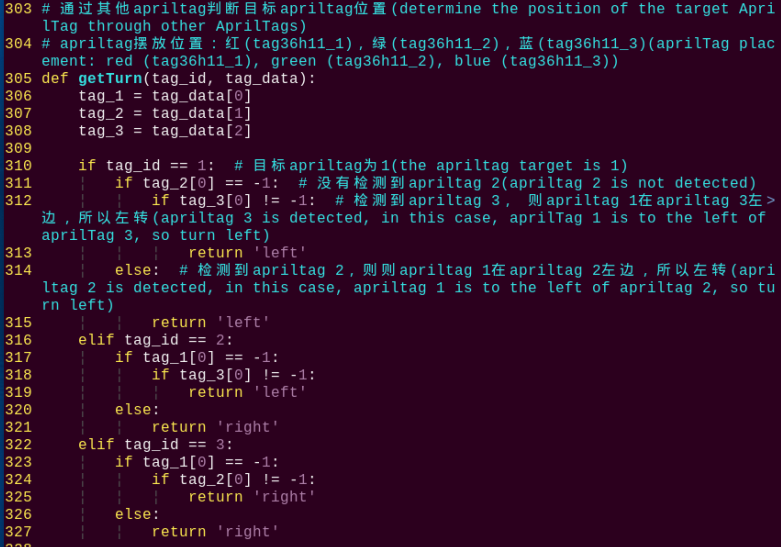 303 # 通过其他apriltag判断目标apriltag位置(determine the position of the target Apri
lTag through other AprilTags)
304 # apriltag摆放位置：红(tag36h11_1)，绿(tag36h11_2)，蓝(tag36h11_3)(aprilTag plac
ement: red (tag36h11_1), green (tag36h11_2), blue (tag36h11_3))
305 def getTurn(tag_id, tag_data):
306     tag_1 = tag_data[0]
307     tag_2 = tag_data[1]
308     tag_3 = tag_data[2]
309
310     if tag_id == 1:  # 目标apriltag为1(the apriltag target is 1)
311     ¦   if tag_2[0] == -1:  # 没有检测到apriltag 2(apriltag 2 is not detected)
312     ¦   ¦   if tag_3[0] != -1:  # 检测到apriltag 3， 则apriltag 1在apriltag 3左>
边，所以左转(apriltag 3 is detected, in this case, aprilTag 1 is to the left of
aprilTag 3, so turn left)
313     ¦   ¦   ¦   return 'left'
314     ¦   else:  # 检测到apriltag 2，则则apriltag 1在apriltag 2左边，所以左转(apri
ltag 2 is detected, in this case, apriltag 1 is to the left of apriltag 2, so tu
rn left)
315     ¦   ¦   return 'left'
316     elif tag_id == 2:
317     ¦   if tag_1[0] == -1:
318     ¦   ¦   if tag_3[0] != -1:
319     ¦   ¦   ¦   return 'left'
320     ¦   else:
321     ¦   ¦   return 'right'
322     elif tag_id == 3:
323     ¦   if tag_1[0] == -1:
324     ¦   ¦   if tag_2[0] != -1:
325     ¦   ¦   ¦   return 'right'
326     ¦   else:
327     ¦   ¦   return 'right'